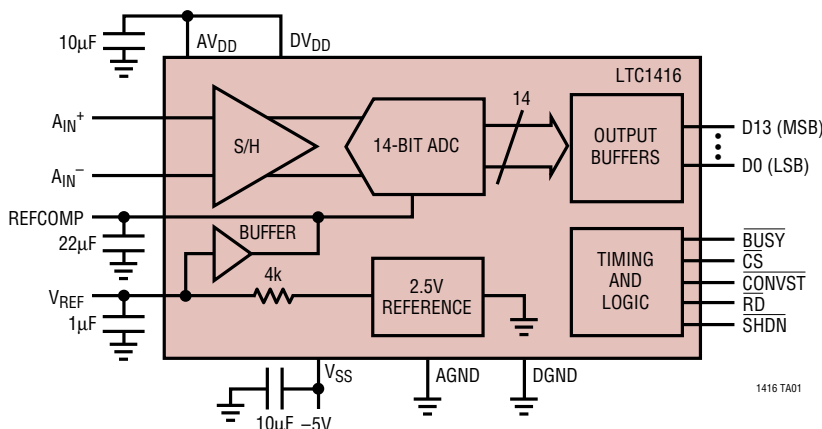 10μF
AVDD
DVDD
LTC1416
AIN+
S/H
14-BIT ADC
14
OUTPUT
BUFFERS
D13 (MSB)
D0 (LSB)
AIN–
REFCOMP
22μF
BUFFER
4k
2.5V
REFERENCE
VREF
1μF
TIMING
AND
LOGIC
BUSY
CS
CONVST
RD
SHDN
VSS
AGND
DGND
10μF
–5V
1416 TA01